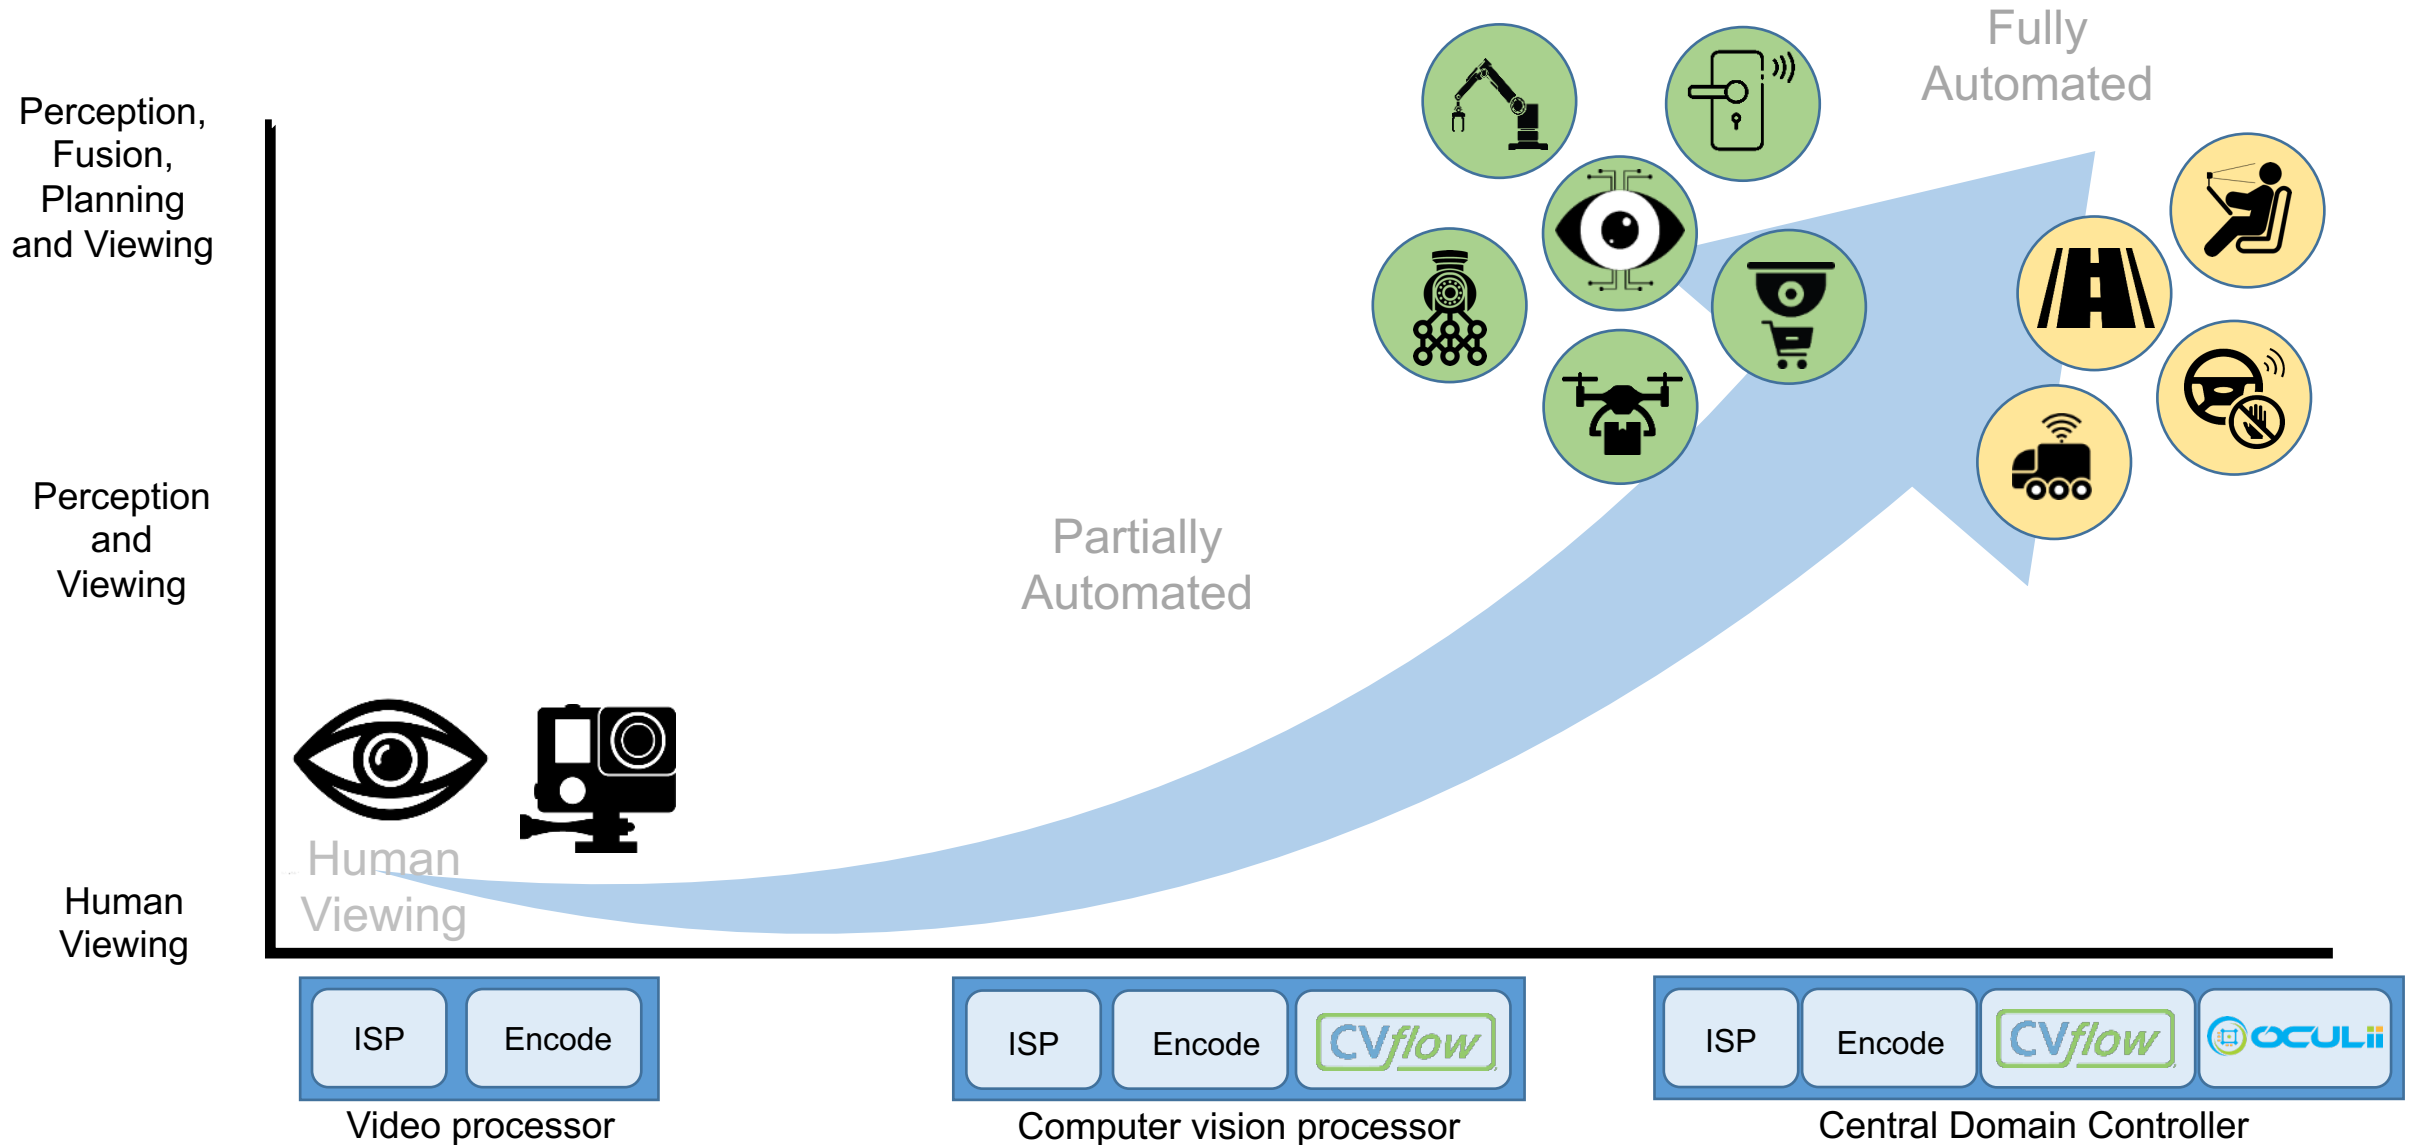 Fully
Automated
Perception,
Fusion,
Planning
and Viewing
Perception
and
Viewing
Partially
Automated
Human
Viewing
Human
Viewing
ISP
Encode
Video processor
ISP
Encode
CVflow
Computer vision processor
ISP
Encode
CVflow
OCULii
Central Domain Controller